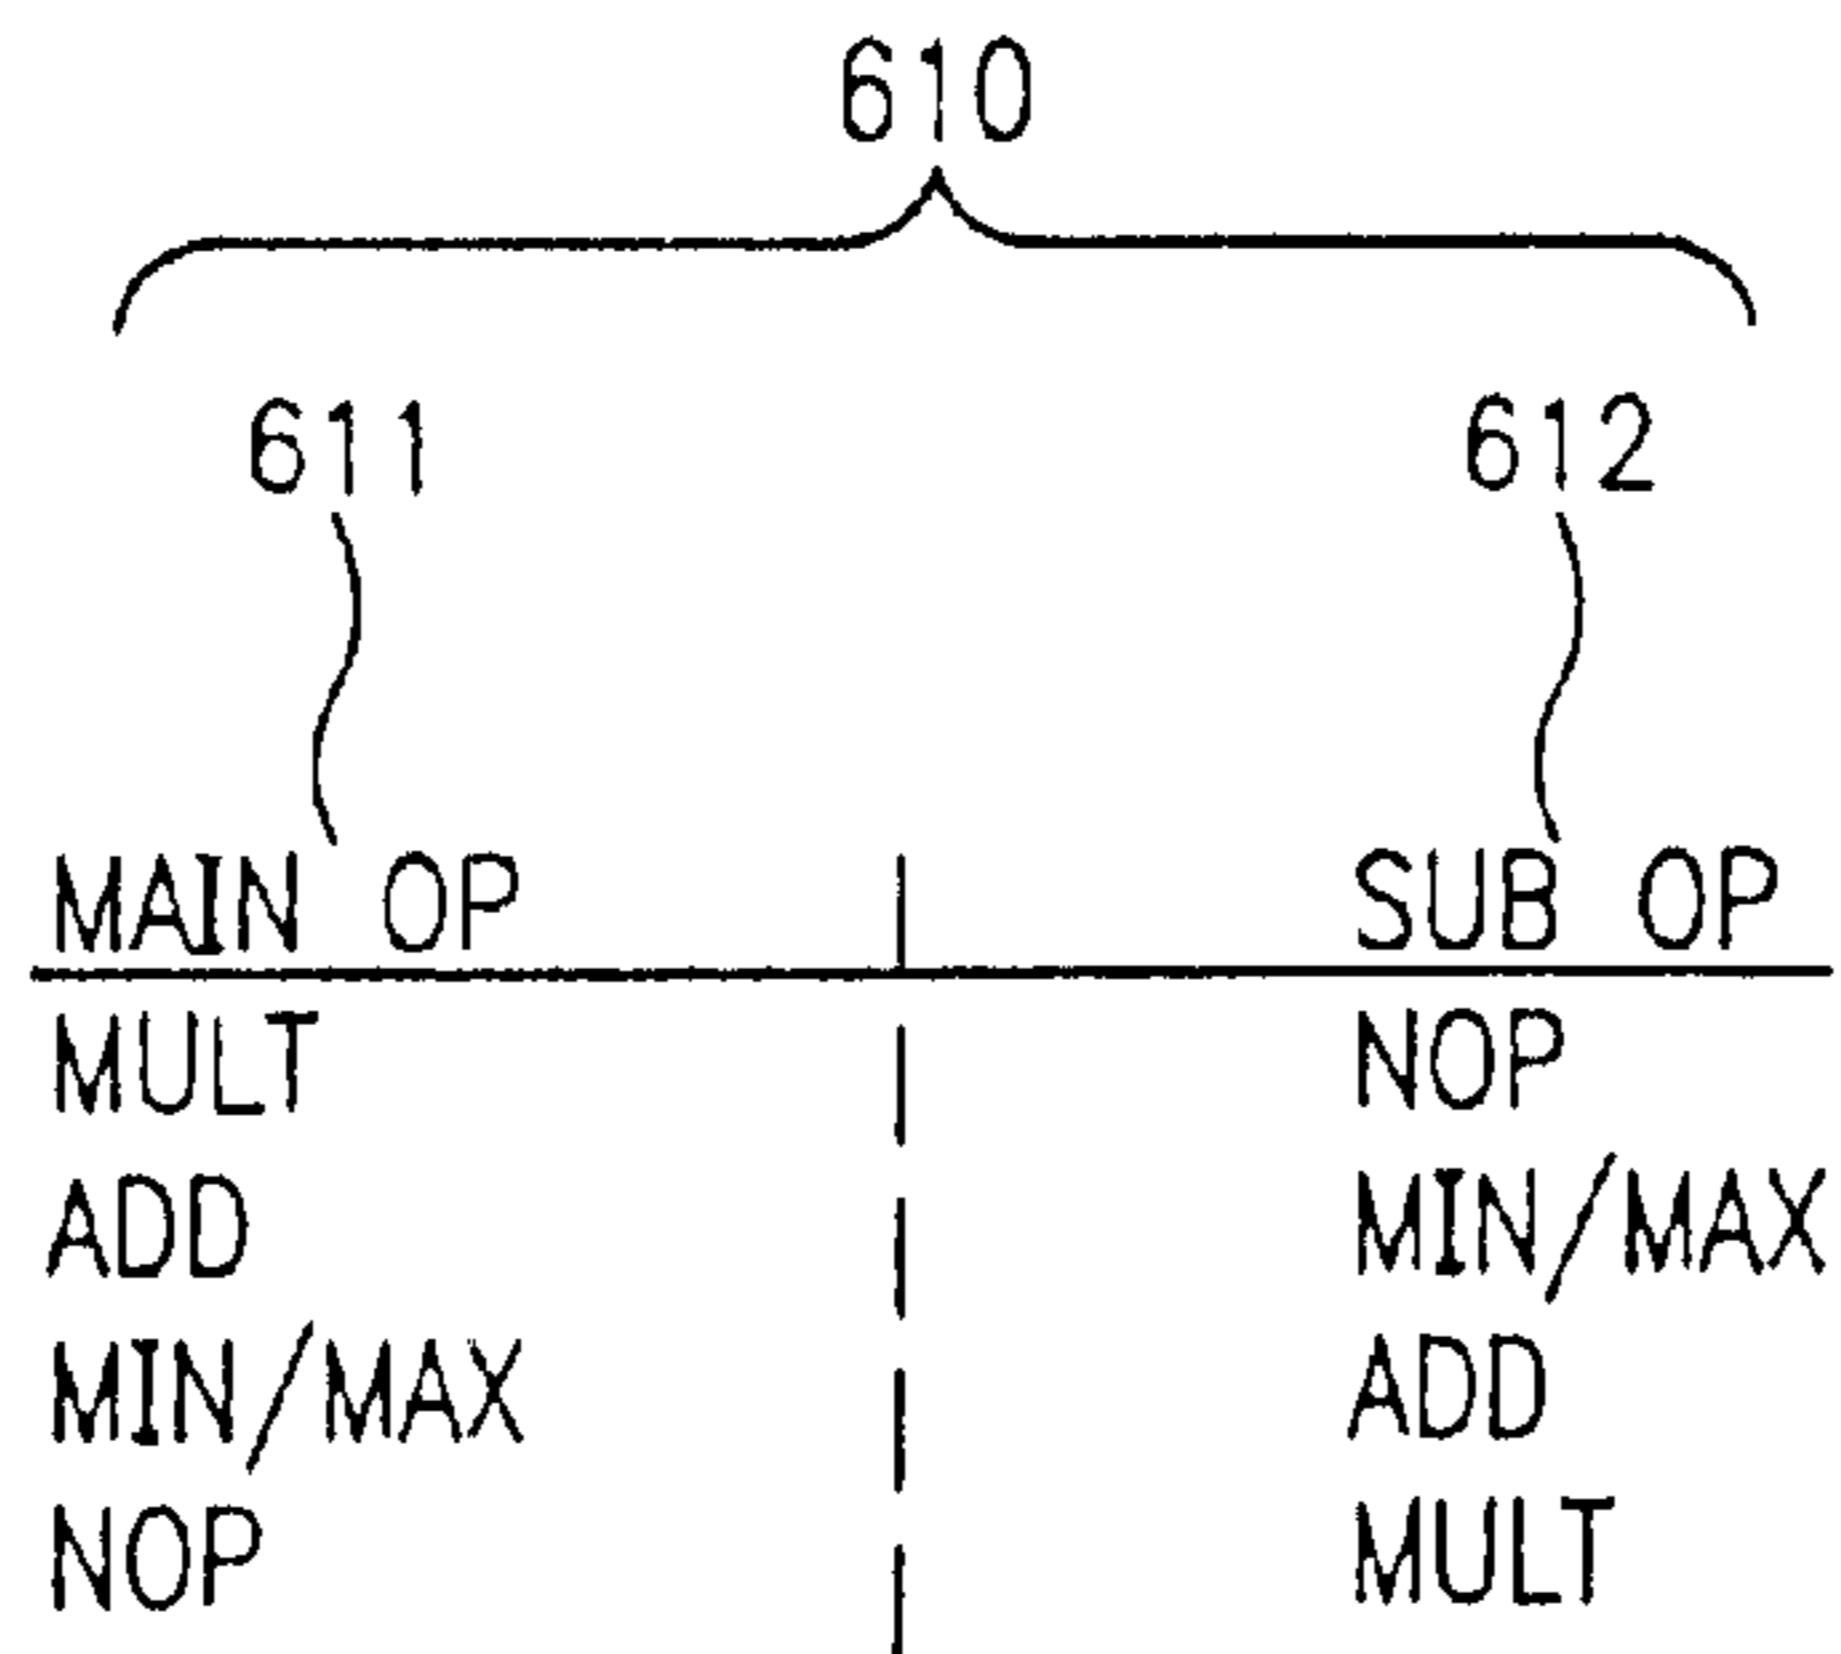 610
611 612
MAIN OP SUB OP
MULT NOP
ADD MIN/MAX
MIN/MAX ADD
NOP MULT